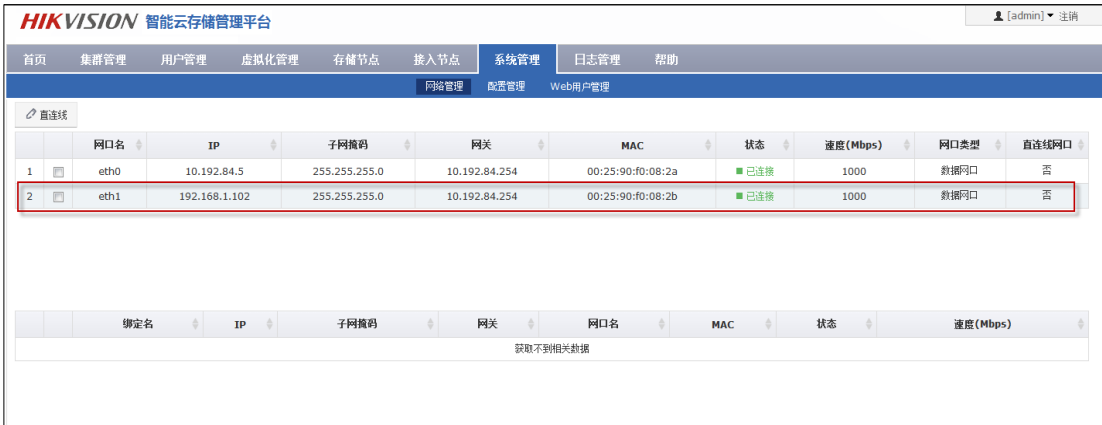 HIKVISION 智能云存储管理平台 [admin] 注销
首页 集群管理 用户管理 虚拟化管理 存储节点 接入节点 系统管理 日志管理 帮助
网络管理 配置管理 Web用户管理
直连线
网口名 IP 子网掩码 网关 MAC 状态 速度(Mbps) 网口类型 直连线网口
1 eth0 10.192.84.5 255.255.255.0 10.192.84.254 00:25:90:f0:08:2a 已连接 1000 数据网口 否
2 eth1 192.168.1.102 255.255.255.0 10.192.84.254 00:25:90:f0:08:2b 已连接 1000 数据网口 否
绑定名 IP 子网掩码 网关 网口名 MAC 状态 速度(Mbps)
获取不到相关数据